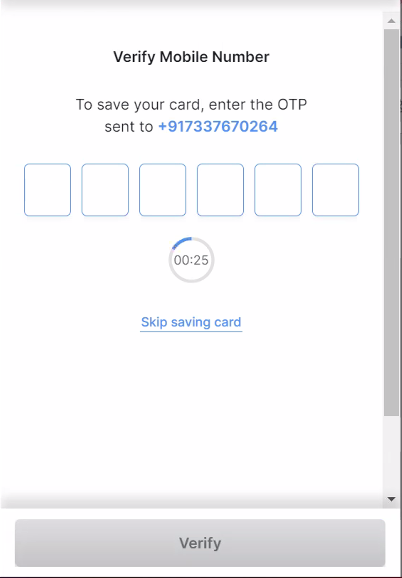 Verify Mobile Number
To save your card, enter the OTP
sent to +917337670264
00:25
Skip saving card
Verify